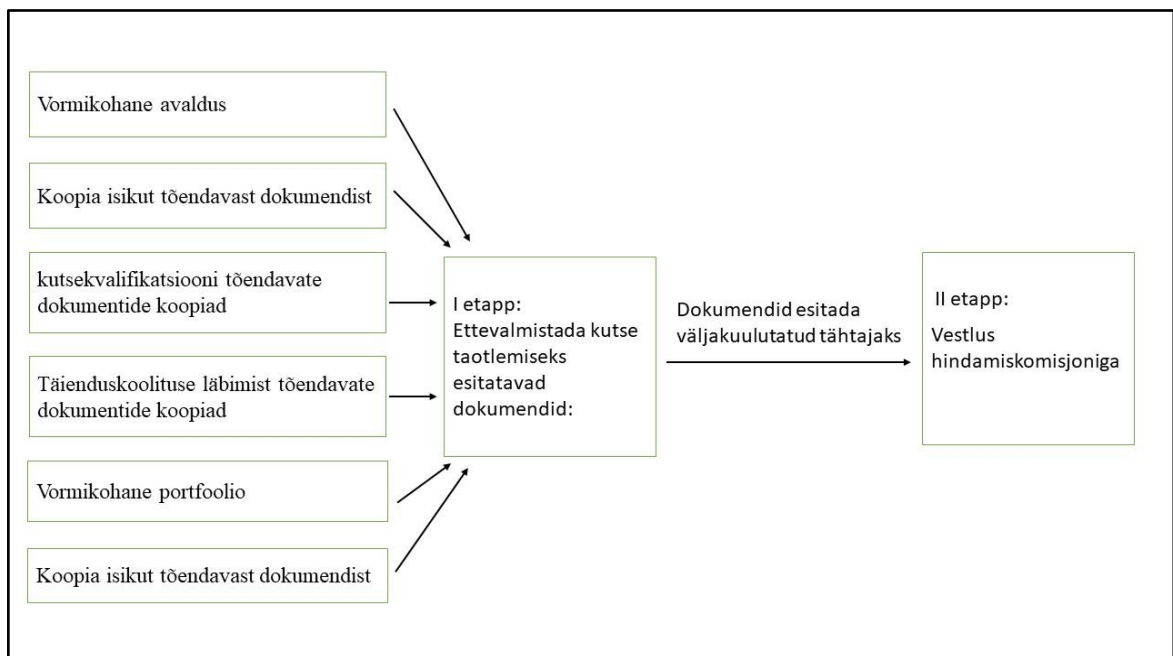 Vormikohane avaldus
Koopia isikut tõendavast dokumendist
kutsekvalifikatsiooni tõendavate
dokumentide koopiad
Täienduskoolituse läbimist tõendavate
dokumentide koopiad
Vormikohane portfoolio
Koopia isikut tõendavast dokumendist
I etapp:
Ettevalmistada kutse
taotlemiseks
esitatavad
dokumendid:
Dokumendid esitada
väljakuulutatud tähtajaks
II etapp:
Vestlus
hindamiskomisjoniga